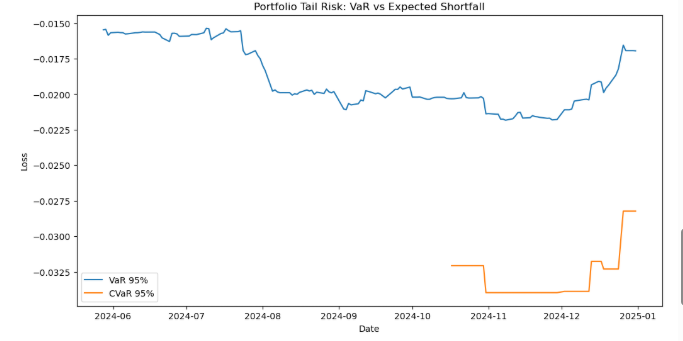 Portfolio Tail Risk: VaR vs Expected Shortfall
−0.0150
−0.0175
−0.0200
−0.0225
−0.0250
−0.0275
−0.0300
−0.0325
Loss
VaR 95%
CVaR 95%
2024-06 2024-07 2024-08 2024-09 2024-10 2024-11 2024-12 2025-01
Date